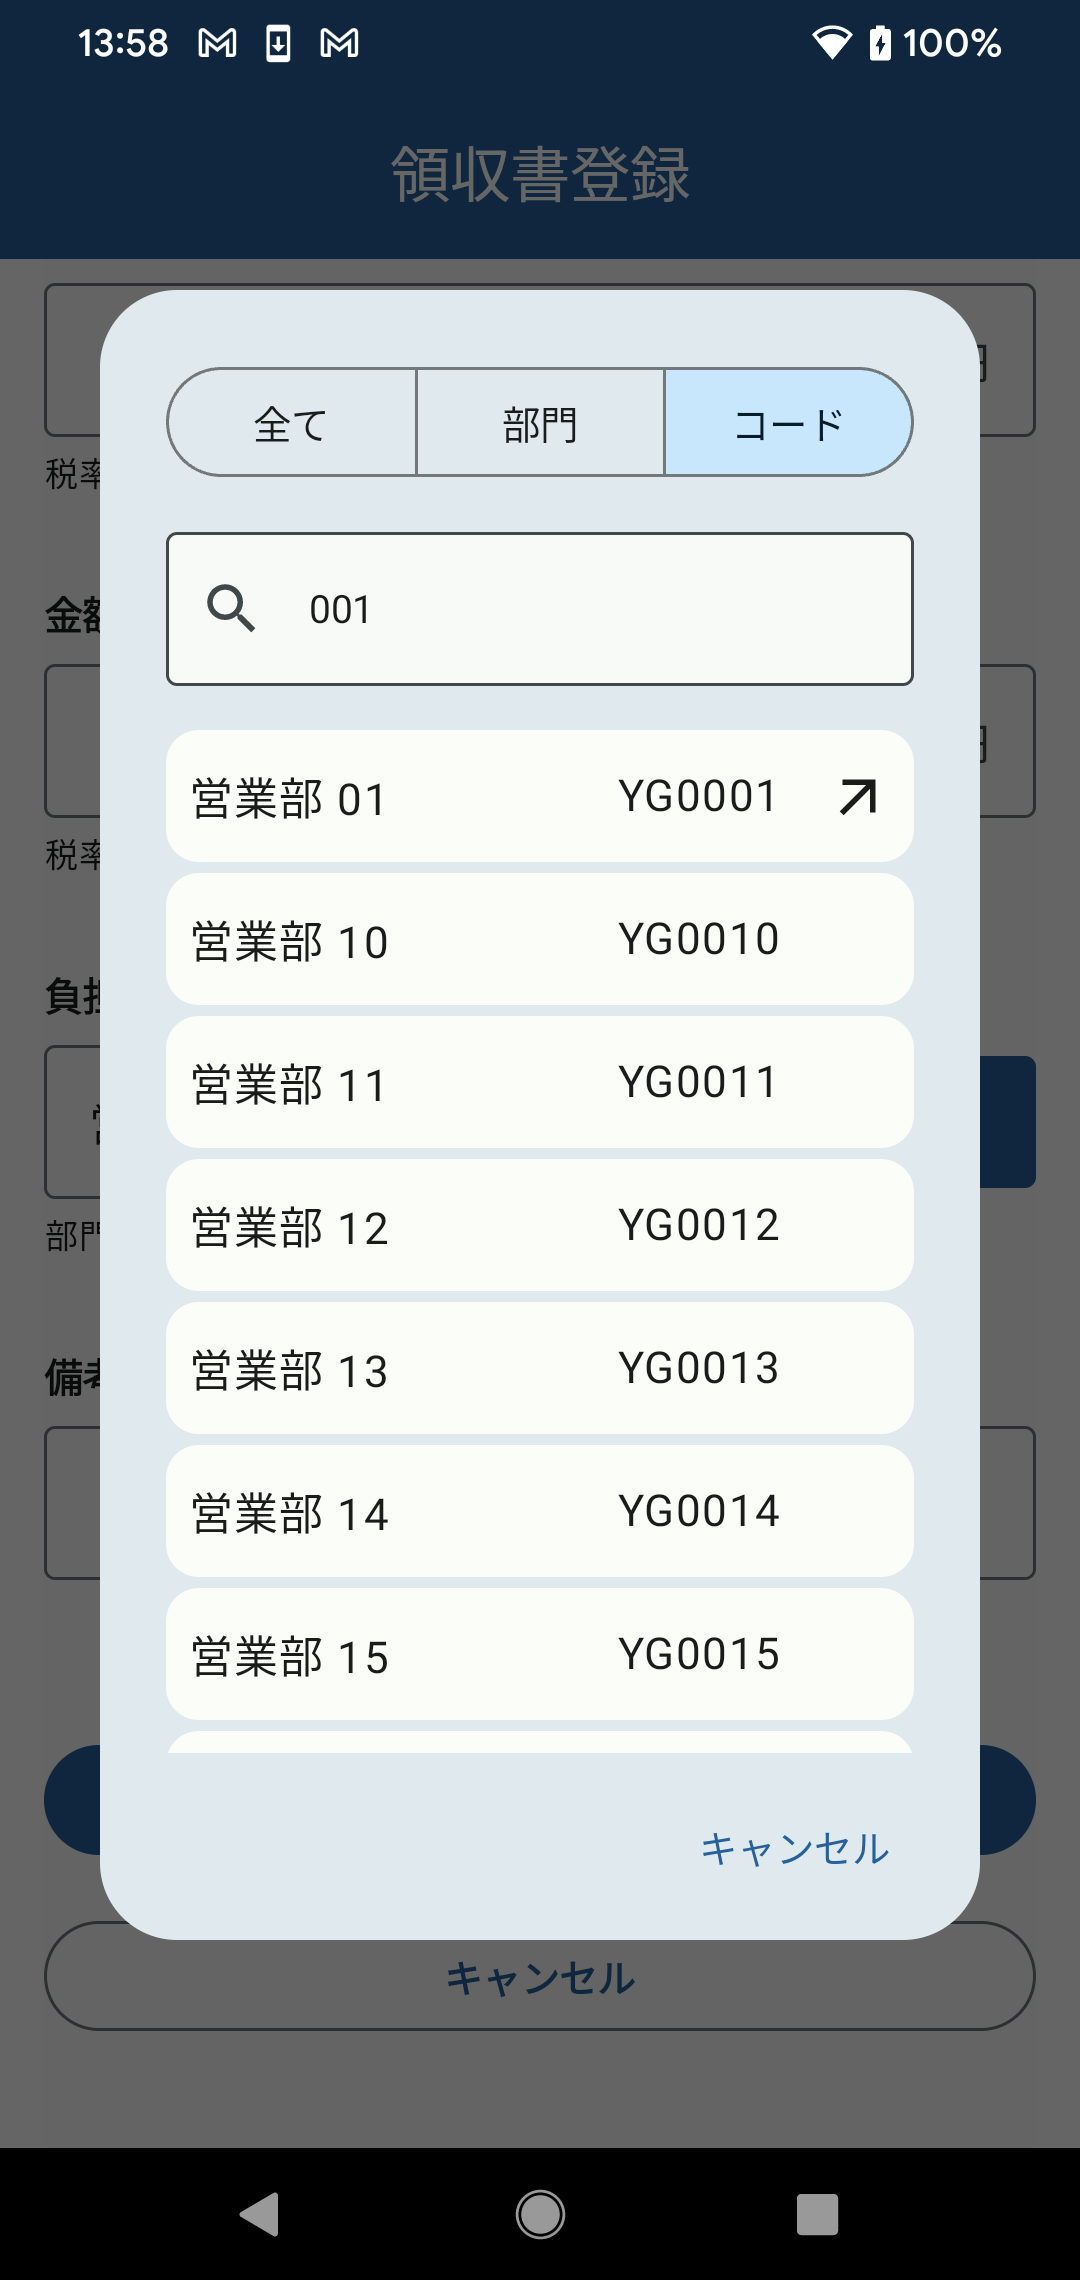 13:58 100%
領収書登録
円
税率
全て 部門 コード
001
金額
円
税率
営業部 01 YG0001
営業部 10 YG0010
負担
営業部 11 YG0011
部門
営業部 12 YG0012
備考
営業部 13 YG0013
営業部 14 YG0014
営業部 15 YG0015
キャンセル
キャンセル